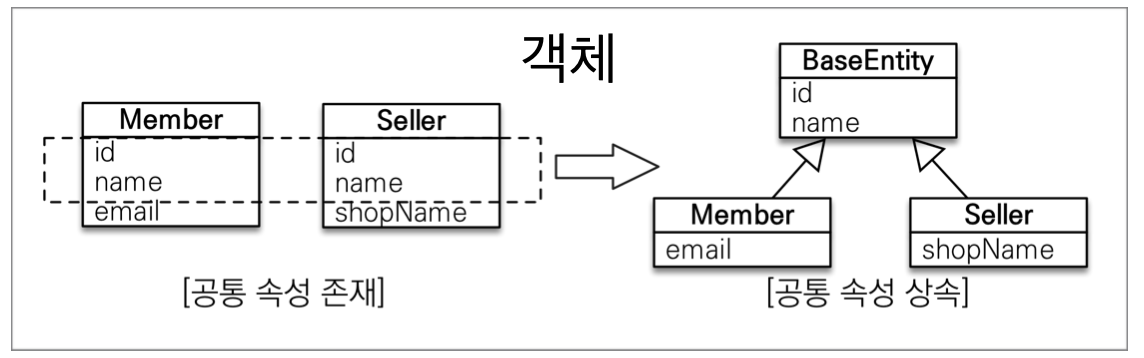 객체
Member
id
name
email
Seller
id
name
shopName
[공통 속성 존재]
BaseEntity
id
name
Member
email
Seller
shopName
[공통 속성 상속]